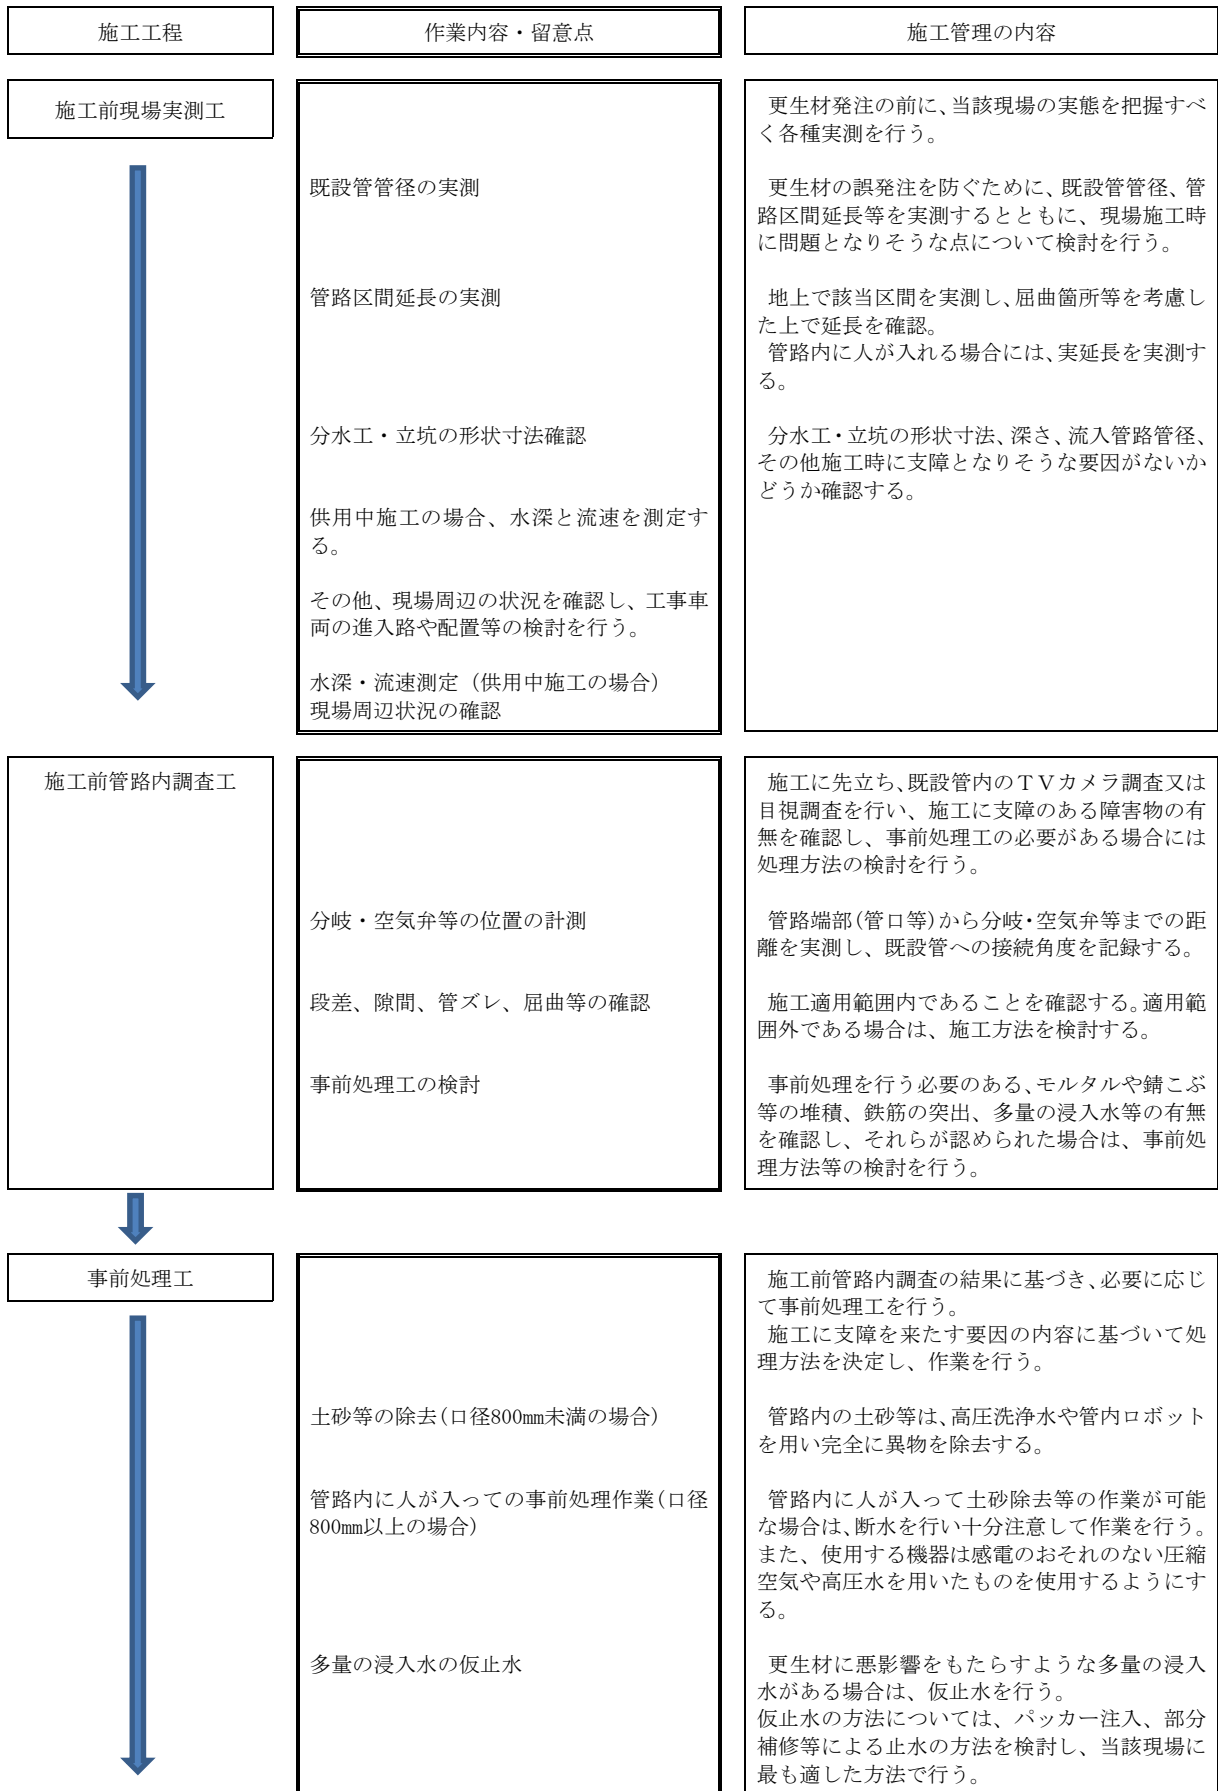 施工工程
作業内容・留意点
施工管理の内容
施工前現場実測工
既設管管径の実測
管路区間延長の実測
分水工・立坑の形状寸法確認
供用中施工の場合、水深と流速を測定す
る。
その他、現場周辺の状況を確認し、工事車
両の進入路や配置等の検討を行う。
水深・流速測定（供用中施工の場合）
現場周辺状況の確認
更生材発注の前に、当該現場の実態を把握すべ
く各種実測を行う。
更生材の誤発注を防ぐために、既設管管径、管
路区間延長等を実測するとともに、現場施工時
に問題となりそうな点について検討を行う。
地上で該当区間を実測し、屈曲箇所等を考慮し
た上で延長を確認。
管路内に人が入れる場合には、実延長を実測す
る。
分水工・立坑の形状寸法、深さ、流入管路管径、
その他施工時に支障となりそうな要因がないか
どうか確認する。
施工前管路内調査工
分岐・空気弁等の位置の計測
段差、隙間、管ズレ、屈曲等の確認
事前処理工の検討
施工に先立ち、既設管内のＴＶカメラ調査又は
目視調査を行い、施工に支障のある障害物の有
無を確認し、事前処理工の必要がある場合には
処理方法の検討を行う。
管路端部(管口等)から分岐・空気弁等までの距
離を実測し、既設管への接続角度を記録する。
施工適用範囲内であることを確認する。適用範
囲外である場合は、施工方法を検討する。
事前処理を行う必要のある、モルタルや錆こぶ
等の堆積、鉄筋の突出、多量の浸入水等の有無
を確認し、それらが認められた場合は、事前処
理方法等の検討を行う。
事前処理工
土砂等の除去(口径800㎜未満の場合)
管路内に人が入っての事前処理作業(口径
800㎜以上の場合)
多量の浸入水の仮止水
施工前管路内調査の結果に基づき、必要に応じ
て事前処理工を行う。
施工に支障を来たす要因の内容に基づいて処
理方法を決定し、作業を行う。
管路内の土砂等は、高圧洗浄水や管内ロボット
を用い完全に異物を除去する。
管路内に人が入って土砂除去等の作業が可能
な場合は、断水を行い十分注意して作業を行う。
また、使用する機器は感電のおそれのない圧縮
空気や高圧水を用いたものを使用するようにす
る。
更生材に悪影響をもたらすような多量の浸入
水がある場合は、仮止水を行う。
仮止水の方法については、パッカー注入、部分
補修等による止水の方法を検討し、当該現場に
最も適した方法で行う。